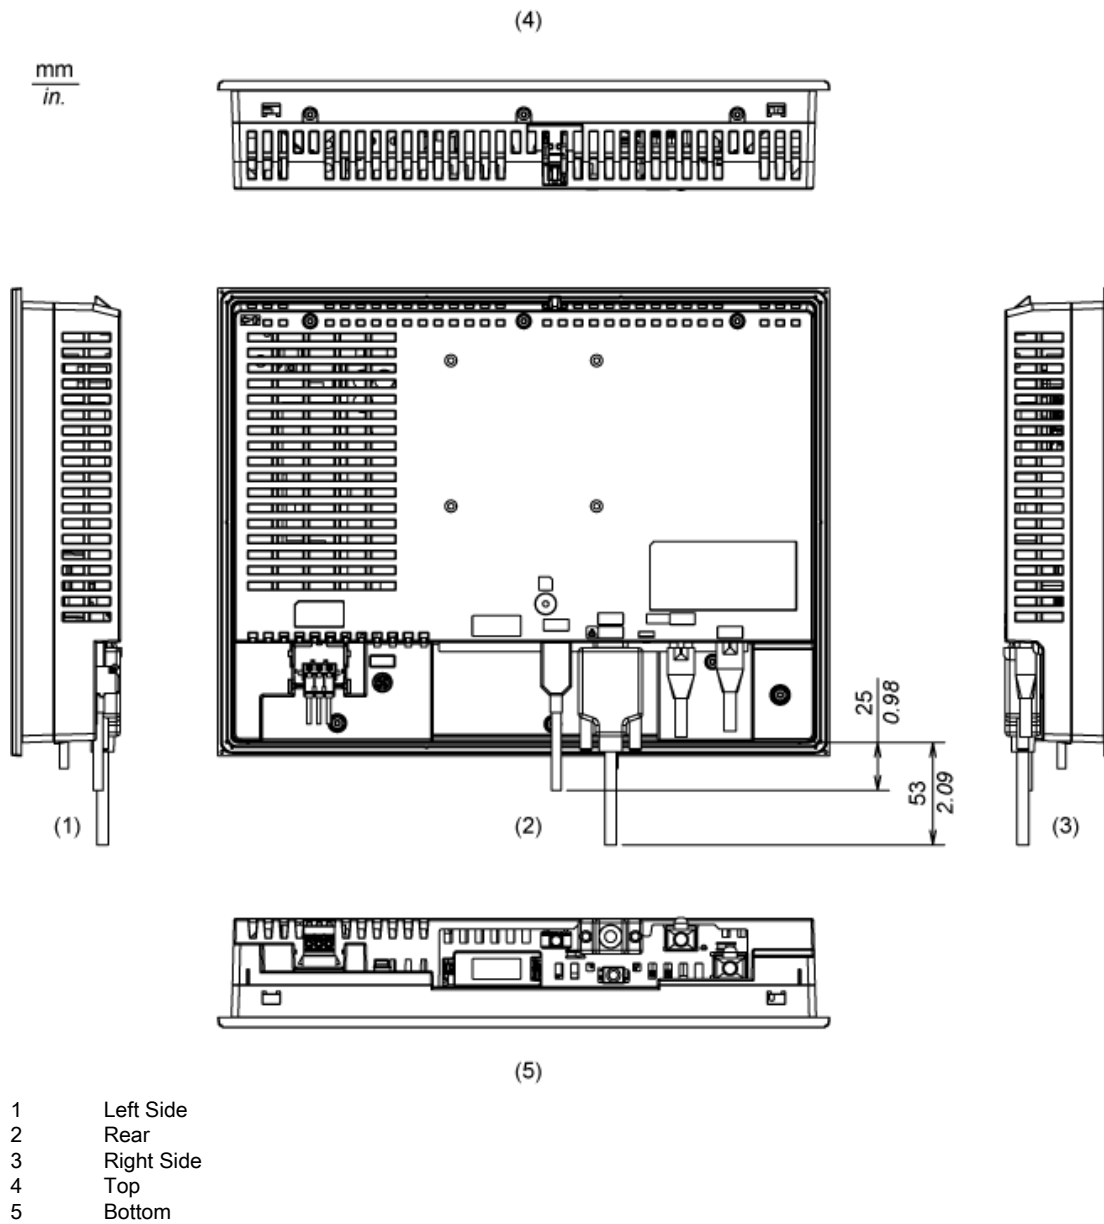 (4)
mm
in.
25
0.98
53
2.09
(1)
(2)
(3)
(5)
1 Left Side
2 Rear
3 Right Side
4 Top
5 Bottom